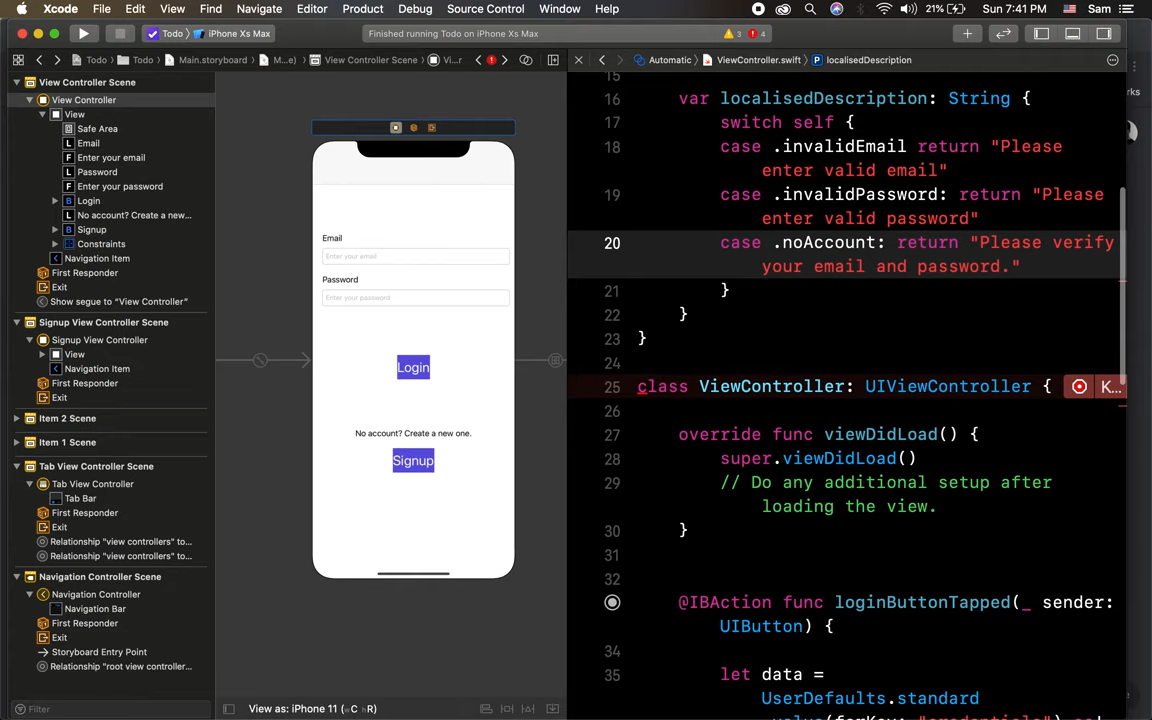 Xcode File Edit View Find Navigate Editor Product Debug Source Control Window Help 21% Sun 7:41 PM Sam
Todo iPhone Xs Max Finished running Todo on iPhone Xs Max 3 4
Todo Todo Main.storyboard M...e) View Controller Scene Vi...r Automatic ViewController.swift P localisedDescription
View Controller Scene
View Controller
View
Safe Area
L Email
F Enter your email
L Password
F Enter your password
B Login
L No account? Create a new...
B Signup
Constraints
Navigation Item
First Responder
Exit
Show segue to "View Controller"
Signup View Controller Scene
Signup View Controller
View
Navigation Item
First Responder
Exit
Item 2 Scene
Item 1 Scene
Tab View Controller Scene
Tab View Controller
Tab Bar
First Responder
Exit
Relationship "view controllers" to...
Relationship "view controllers" to...
Navigation Controller Scene
Navigation Controller
Navigation Bar
First Responder
Exit
Storyboard Entry Point
Relationship "root view controller...
Filter
Email
Enter your email
Password
Enter your password
Login
No account? Create a new one.
Signup
View as: iPhone 11 (wC hR)
15
16 var localisedDescription: String {
17 switch self {
18 case .invalidEmail return "Please
enter valid email"
19 case .invalidPassword: return "Please
enter valid password"
20 case .noAccount: return "Please verify
your email and password."
21 }
22 }
23 }
24
25 class ViewController: UIViewController { K...
26
27 override func viewDidLoad() {
28 super.viewDidLoad()
29 // Do any additional setup after
loading the view.
30 }
31
32
@IBAction func loginButtonTapped(_ sender:
UIButton) {
34
35 let data =
UserDefaults.standard